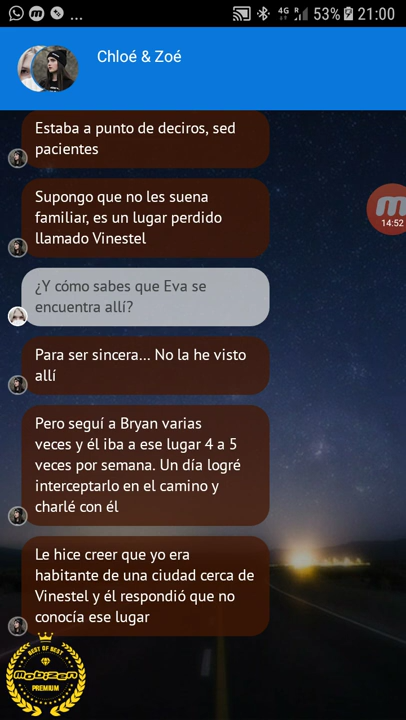 ... 4G R 53% 21:00
Chloé & Zoé
Estaba a punto de deciros, sed
pacientes
Supongo que no les suena
familiar, es un lugar perdido
llamado Vinestel
14:52
¿Y cómo sabes que Eva se
encuentra allí?
Para ser sincera... No la he visto
allí
Pero seguí a Bryan varias
veces y él iba a ese lugar 4 a 5
veces por semana. Un día logré
interceptarlo en el camino y
charlé con él
Le hice creer que yo era
habitante de una ciudad cerca de
Vinestel y él respondió que no
conocía ese lugar
BEST OF BEST
MOBIZEN
PREMIUM